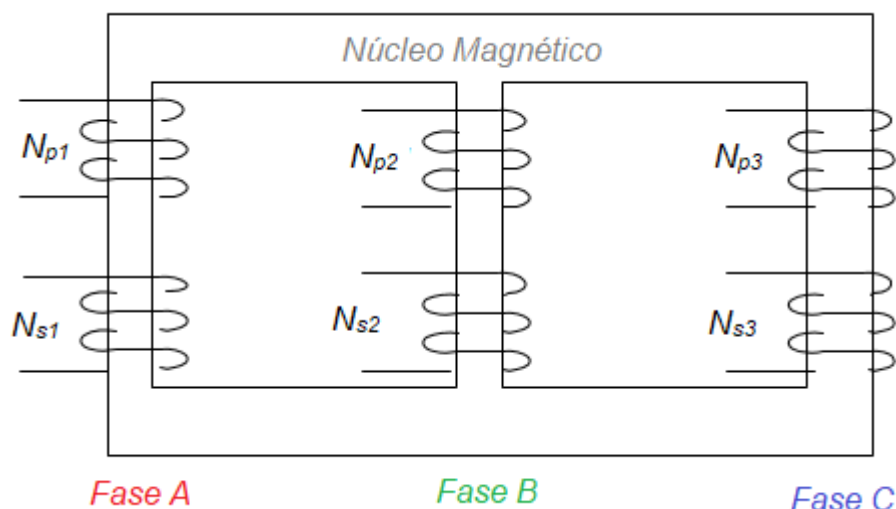 Núcleo Magnético
Np1
Np2
Np3
Ns1
Ns2
Ns3
Fase A
Fase B
Fase C